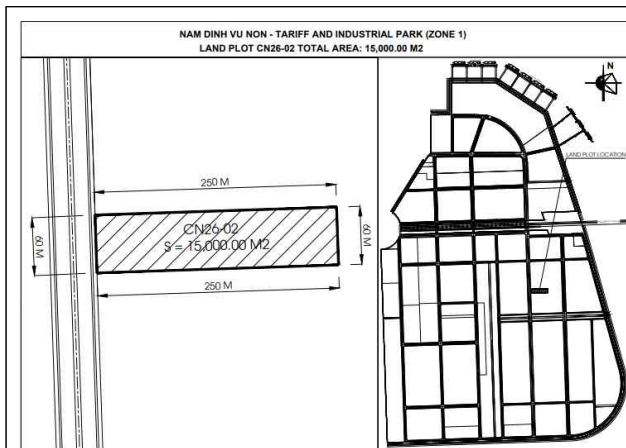 NAM DINH VU NON - TARIFF AND INDUSTRIAL PARK (ZONE 1)
LAND PLOT CN26-02 TOTAL AREA: 15,000.00 M2
250 M
60 M
CN26-02
S = 15,000.00 M2
60 M
250 M
N
LAND PLOT LOCATION